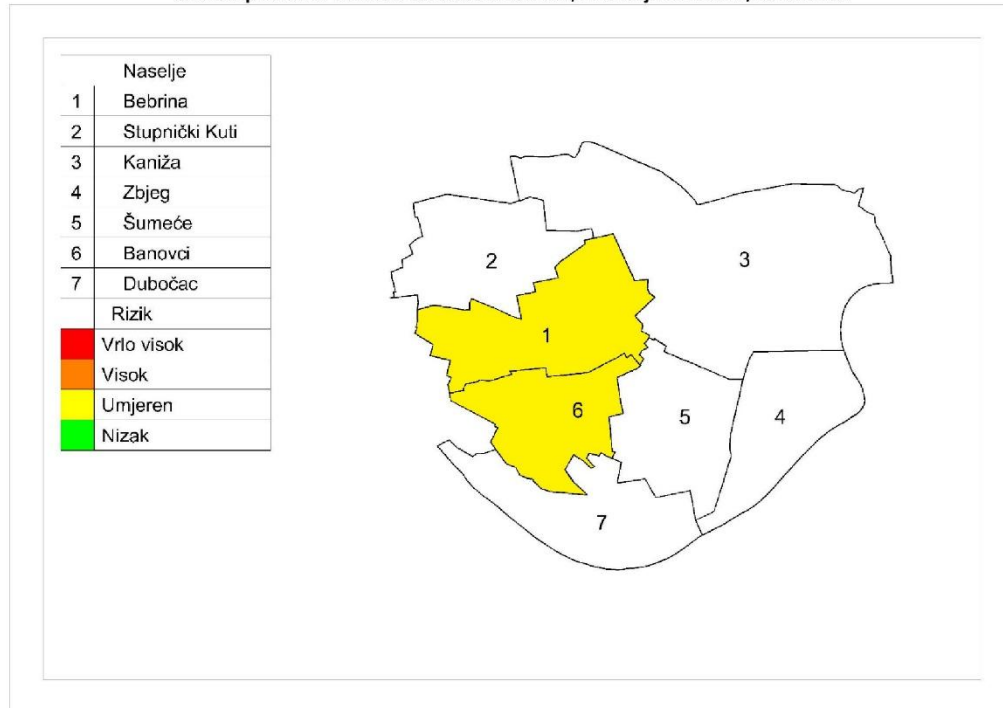 Naselje
1 Bebrina
2 Stupnički Kuti
3 Kaniža
4 Zbjeg
5 Šumeće
6 Banovci
7 Dubočac
Rizik
Vrlo visok
Visok
Umjeren
Nizak
2
3
1
6
5
4
7